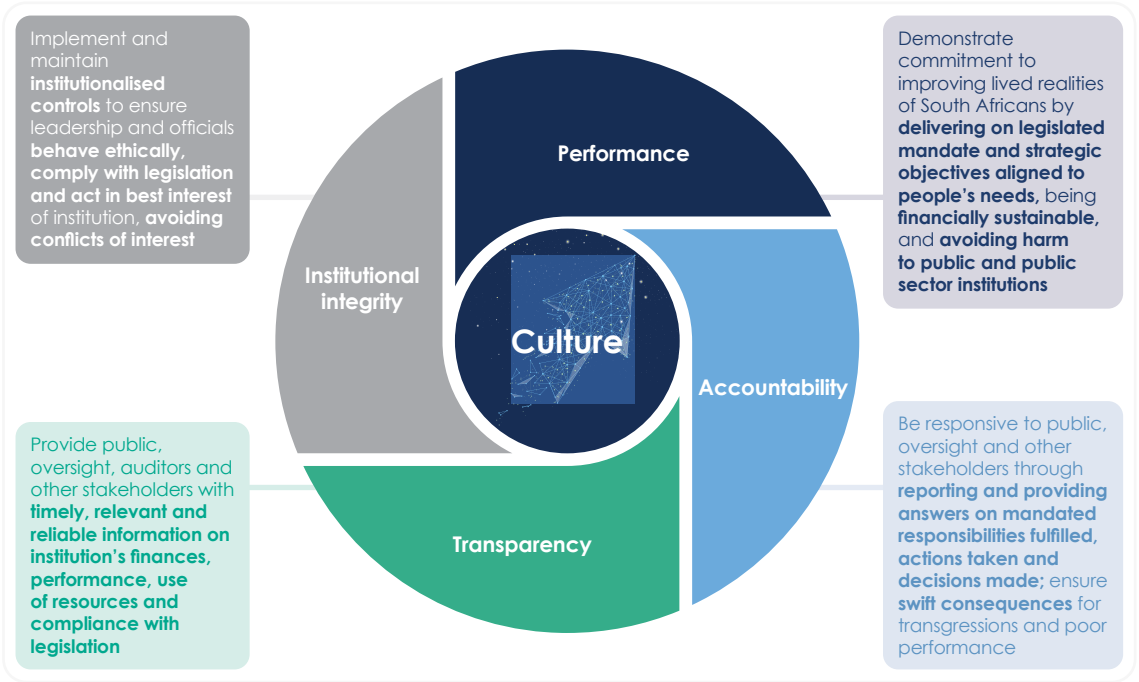 Implement and
maintain
institutionalised
controls to ensure
leadership and officials
behave ethically,
comply with legislation
and act in best interest
of institution, avoiding
conflicts of interest
Performance
Demonstrate
commitment to
improving lived realities
of South Africans by
delivering on legislated
mandate and strategic
objectives aligned to
people’s needs, being
financially sustainable,
and avoiding harm
to public and public
sector institutions
Institutional
integrity
Culture
Accountability
Provide public,
oversight, auditors and
other stakeholders with
timely, relevant and
reliable information on
institution’s finances,
performance, use
of resources and
compliance with
legislation
Transparency
Be responsive to public,
oversight and other
stakeholders through
reporting and providing
answers on mandated
responsibilities fulfilled,
actions taken and
decisions made; ensure
swift consequences for
transgressions and poor
performance